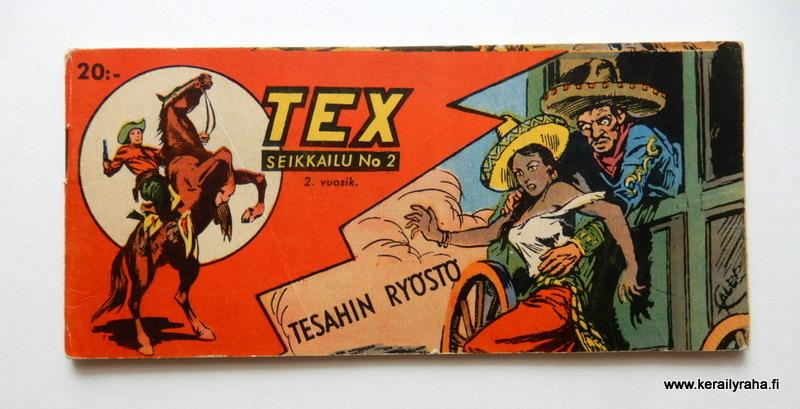 20:-
TEX
SEIKKAILU No 2
2. vuosik.
TESAHIN RYÖSTÖ
www.kerailyraha.fi